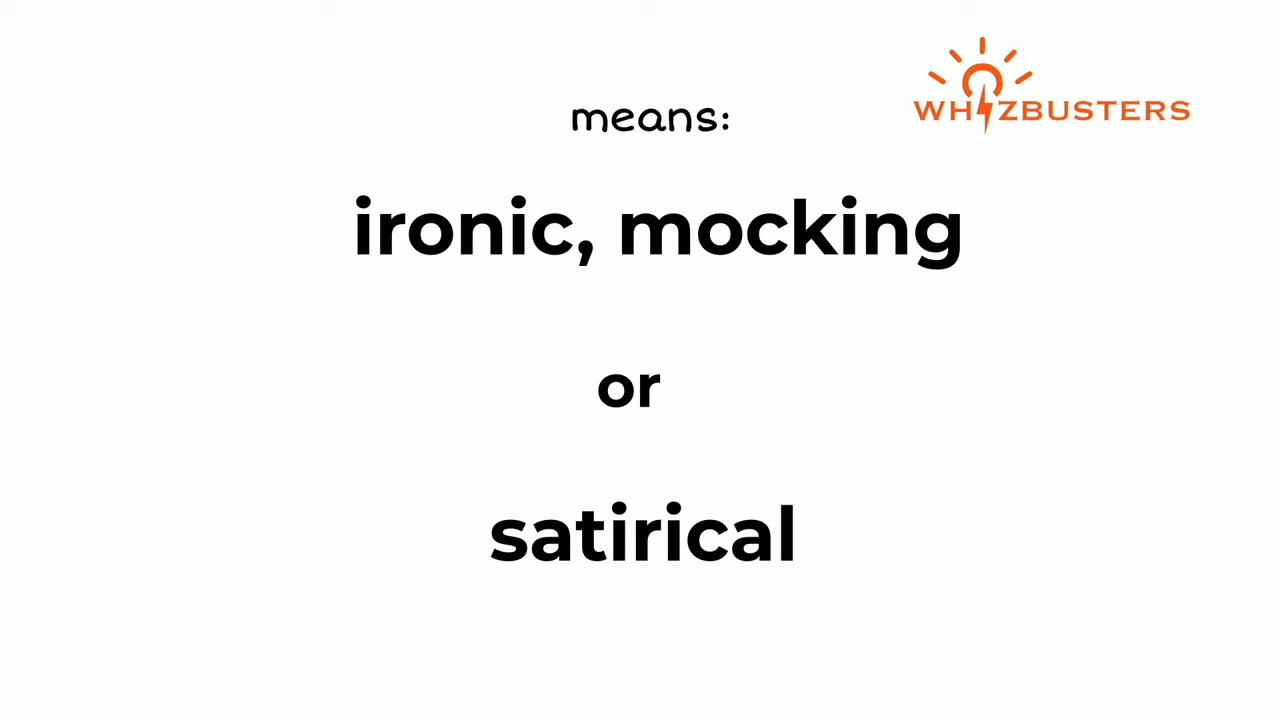 WHIZBUSTERS
means:
ironic, mocking
or
satirical